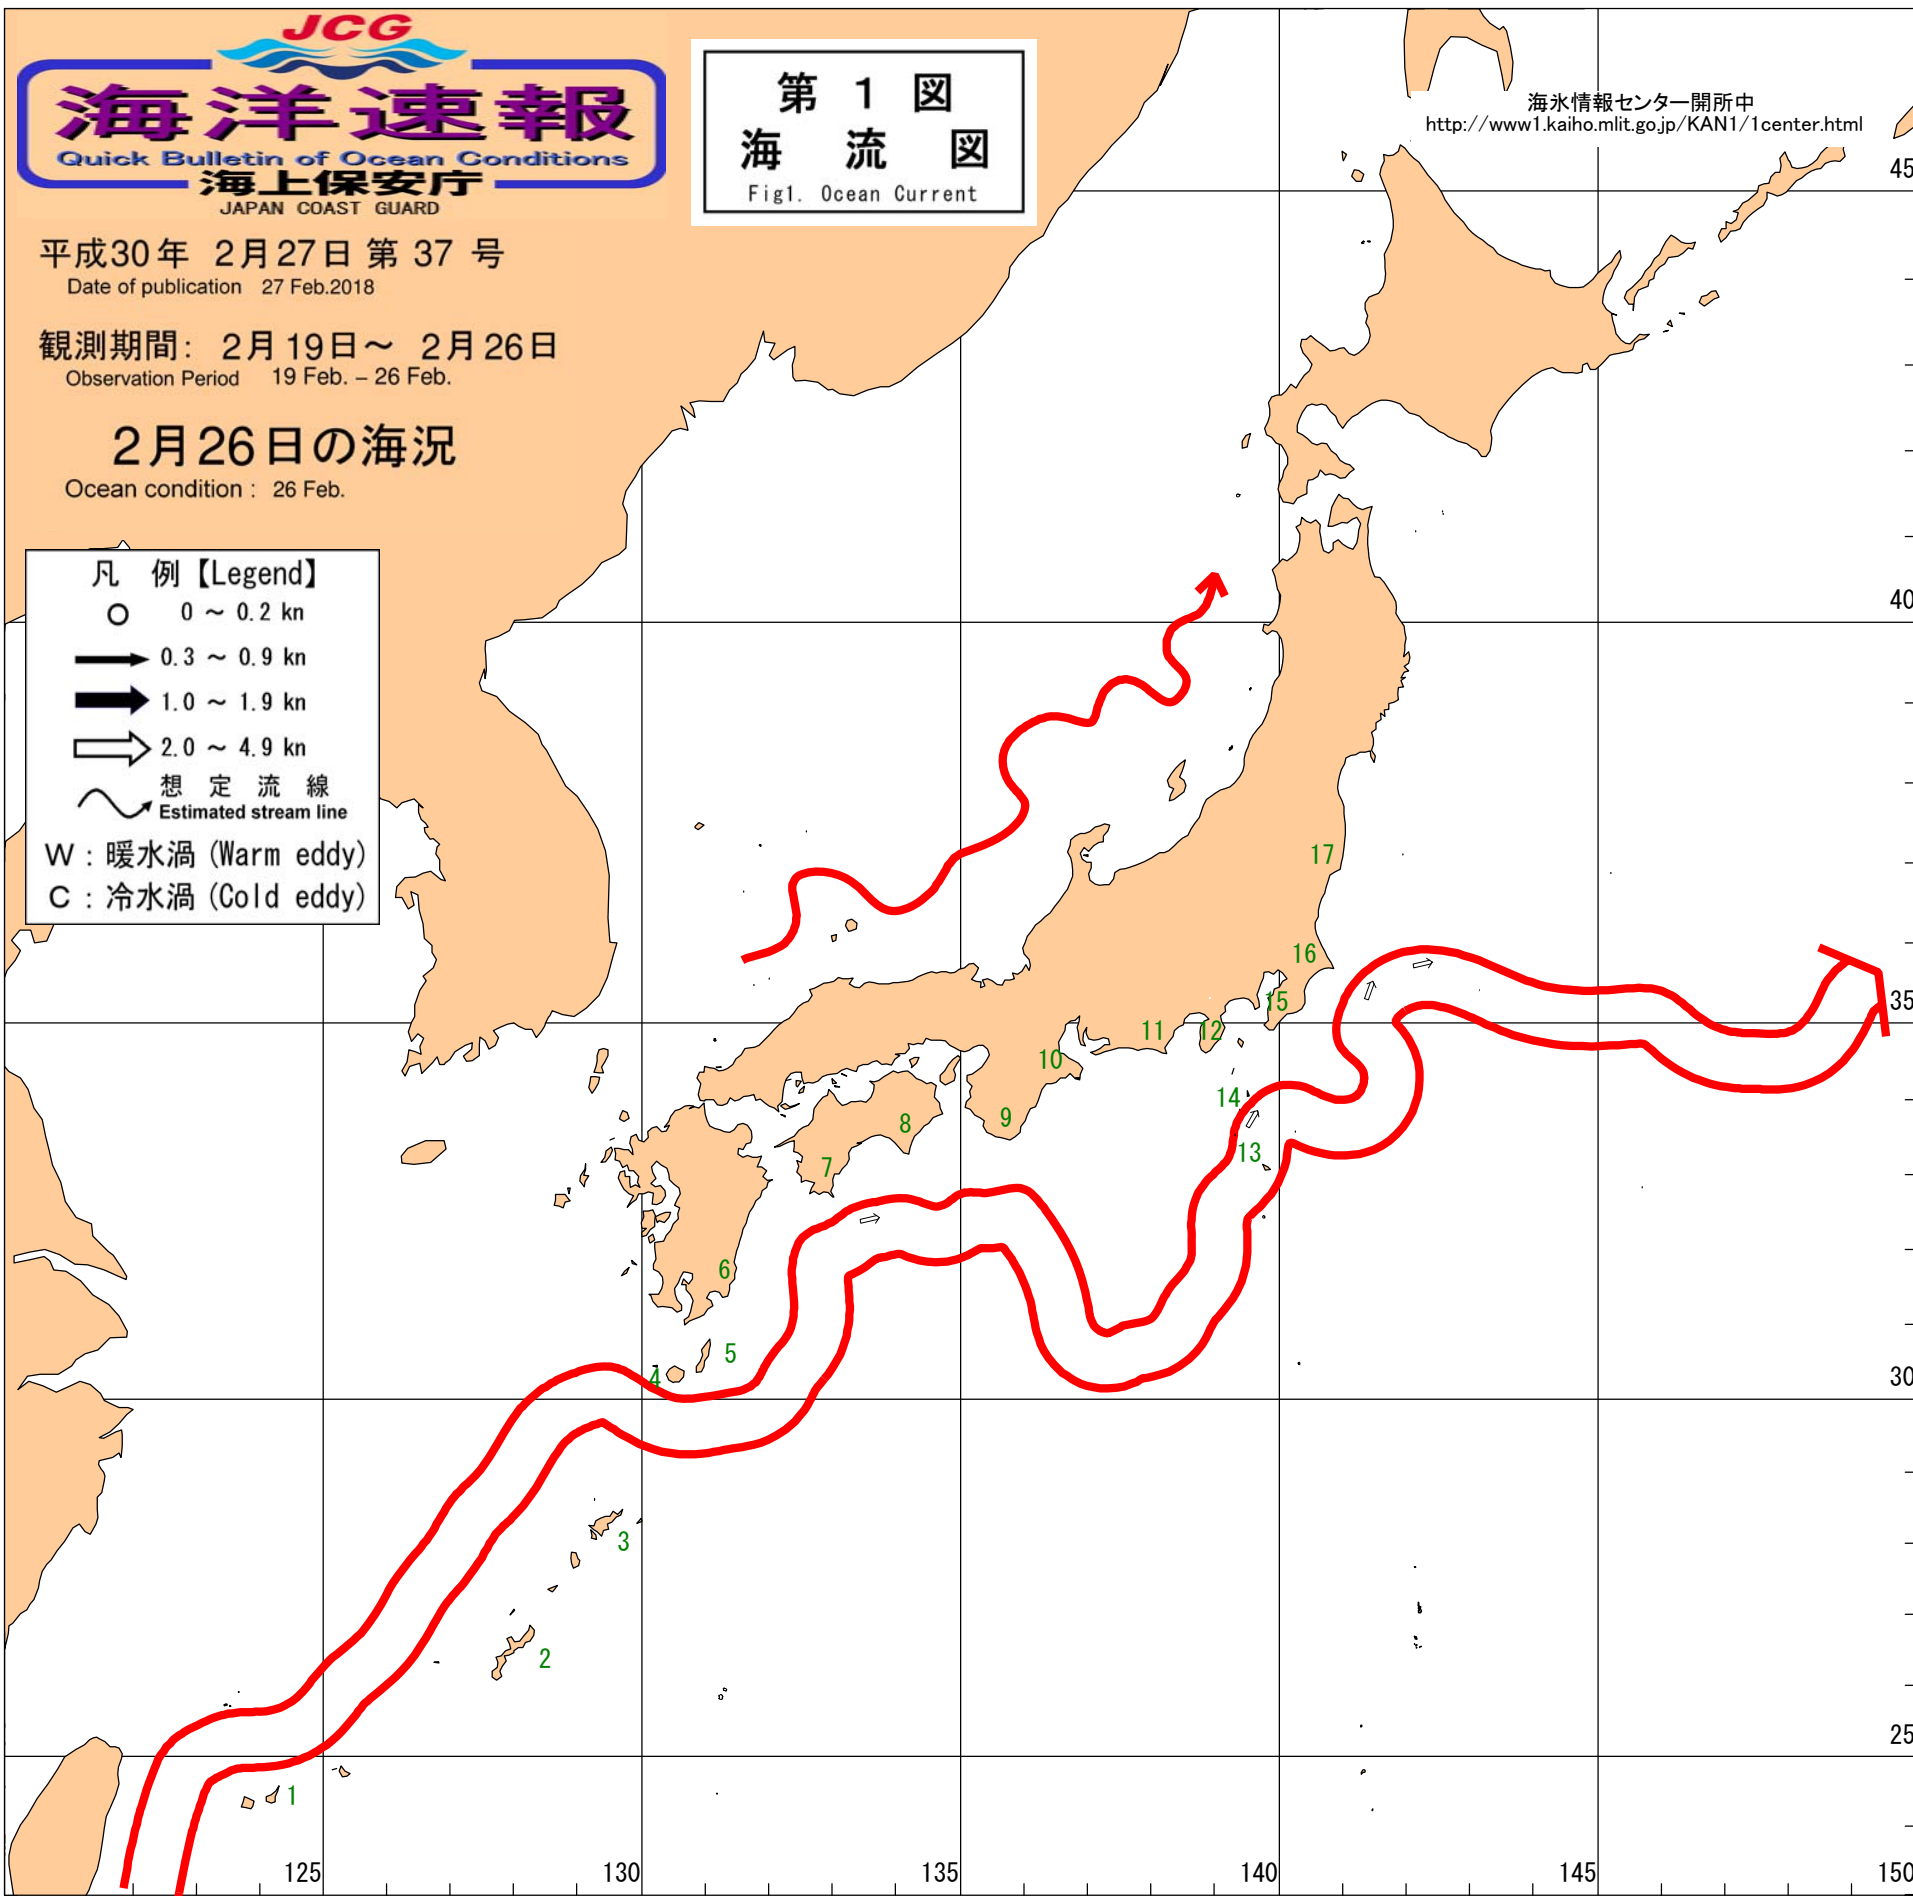 JCG
海洋速報
Quick Bulletin of Ocean Conditions
海上保安庁
JAPAN COAST GUARD
平成30年 2月27日 第 37 号
Date of publication 27 Feb.2018
観測期間: 2月19日～ 2月26日
Observation Period 19 Feb. – 26 Feb.
2月26日の海況
Ocean condition : 26 Feb.
第 1 図
海 流 図
Fig1. Ocean Current
海氷情報センター開所中
http://www1.kaiho.mlit.go.jp/KAN1/1center.html
凡 例【Legend】
0 ～ 0.2 kn
0.3 ～ 0.9 kn
1.0 ～ 1.9 kn
2.0 ～ 4.9 kn
想 定 流 線
Estimated stream line
W : 暖水渦 (Warm eddy)
C : 冷水渦 (Cold eddy)
45
40
17
16
35
15
11
12
10
14
9
8
13
7
6
5
4
30
3
2
25
1
125
130
135
140
145
150